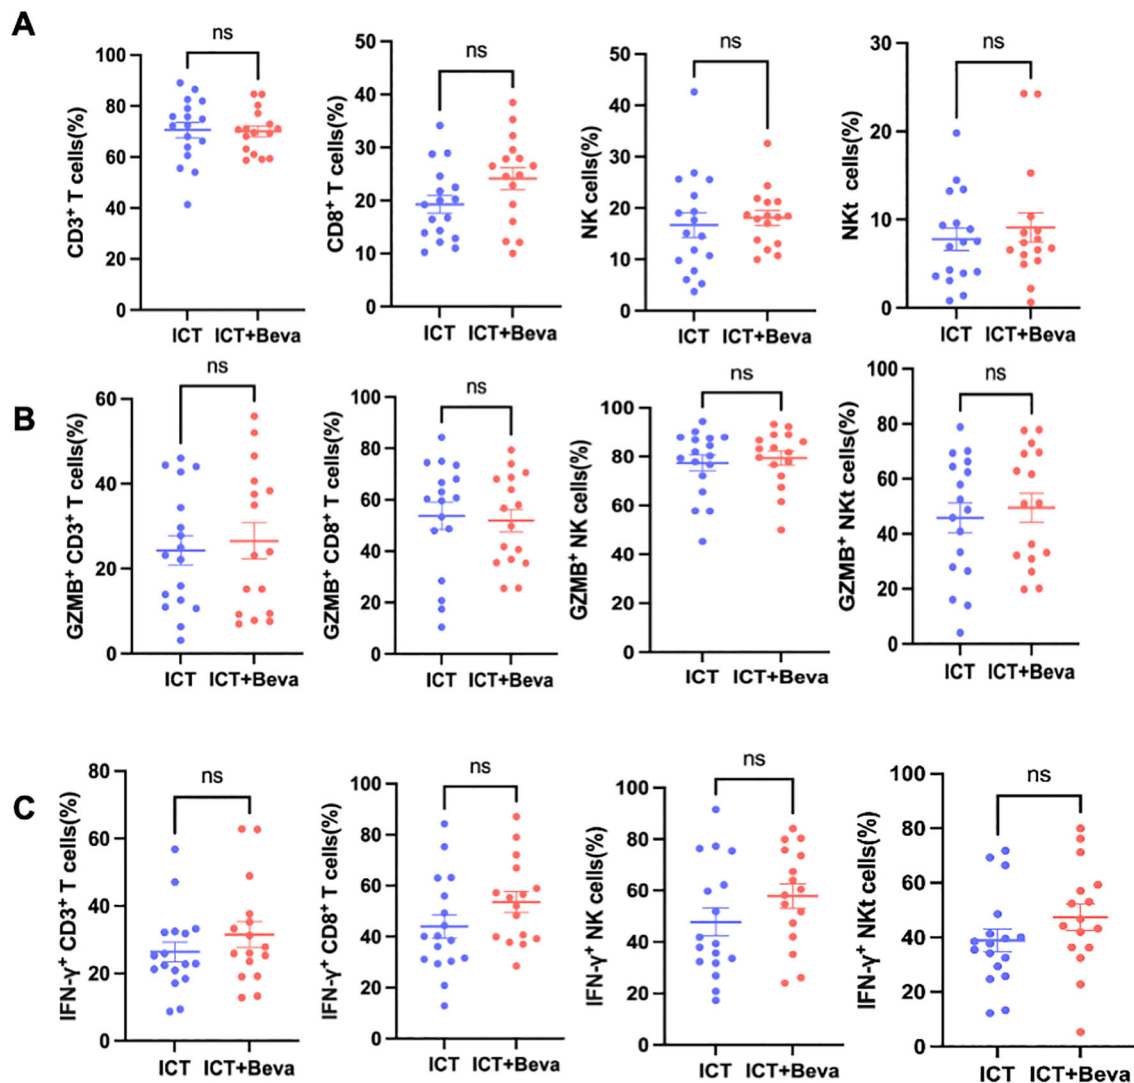 A
ns
CD3+ T cells(%)
100
80
60
40
20
0
ICT ICT+Beva
ns
CD8+ T cells(%)
50
40
30
20
10
0
ICT ICT+Beva
ns
NK cells(%)
50
40
30
20
10
0
ICT ICT+Beva
ns
NKt cells(%)
30
20
10
0
ICT ICT+Beva
B
ns
GZMB+ CD3+ T cells(%)
60
40
20
0
ICT ICT+Beva
ns
GZMB+ CD8+ T cells(%)
100
80
60
40
20
0
ICT ICT+Beva
ns
GZMB+ NK cells(%)
100
80
60
40
20
0
ICT ICT+Beva
ns
GZMB+ NKt cells(%)
100
80
60
40
20
0
ICT ICT+Beva
C
ns
IFN-γ+ CD3+ T cells(%)
80
60
40
20
0
ICT ICT+Beva
ns
IFN-γ+ CD8+ T cells(%)
100
80
60
40
20
0
ICT ICT+Beva
ns
IFN-γ+ NK cells(%)
100
80
60
40
20
0
ICT ICT+Beva
ns
IFN-γ+ NKt cells(%)
100
80
60
40
20
0
ICT ICT+Beva